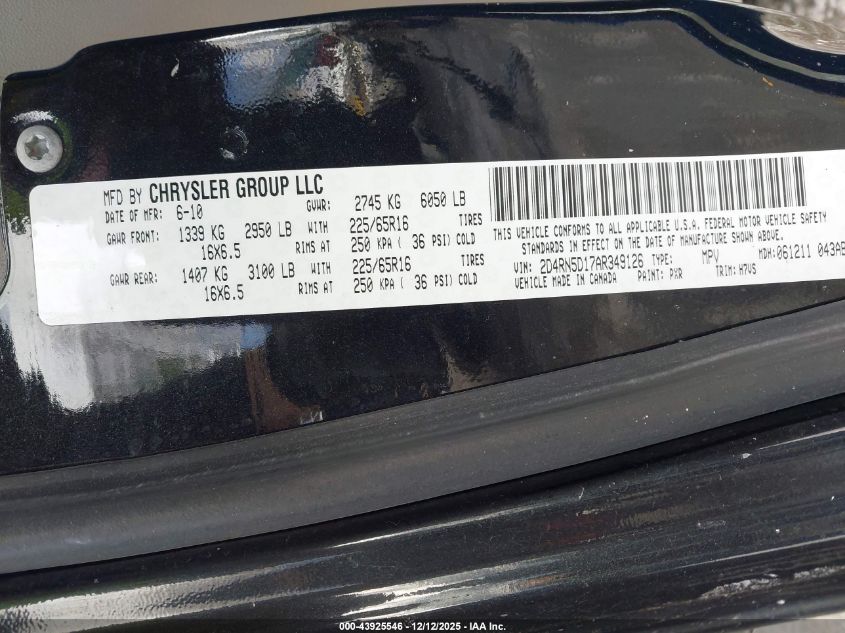 MFD BY CHRYSLER GROUP LLC
DATE OF MFR: 6-10 GVWR: 2745 KG 6050 LB
GAWR FRONT: 1339 KG 2950 LB WITH 225/65R16 TIRES
16X6.5 RIMS AT 250 KPA ( 36 PSI) COLD
GAWR REAR: 1407 KG 3100 LB WITH 225/65R16 TIRES
16X6.5 RIMS AT 250 KPA ( 36 PSI) COLD
THIS VEHICLE CONFORMS TO ALL APPLICABLE U.S.A. FEDERAL MOTOR VEHICLE SAFETY
STANDARDS IN EFFECT ON THE DATE OF MANUFACTURE SHOWN ABOVE.
VIN: 2D4RN5D17AR349126 TYPE: MPV MDH: 061211 043AB
VEHICLE MADE IN CANADA PAINT: PXR TRIM: H7VS
000-43925546 - 12/12/2025 - IAA Inc.